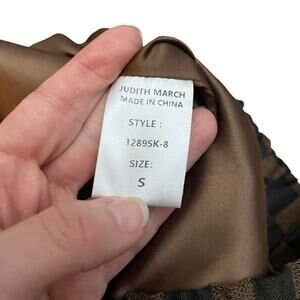 JUDITH MARCH
MADE IN CHINA
STYLE :
1289SK-8
SIZE:
S